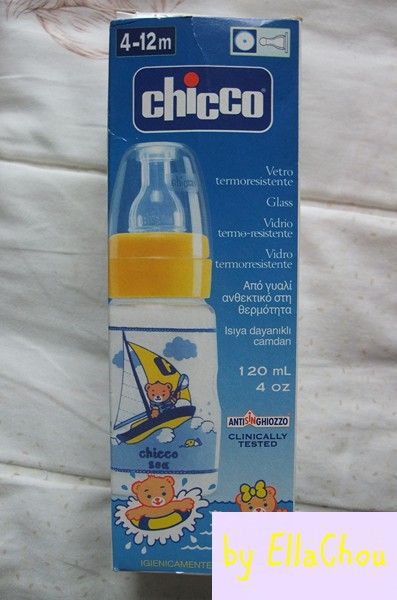 4-12m
chicco
Vetro
termoresistente
Glass
Vidrio
termo-resistente
Vidro
termorresistente
Από γυαλί
ανθεκτικό στη
θερμότητα
Isıya dayanıklı
camdan
120 mL
4 oz
ANTISINGHIOZZO
CLINICALLY
TESTED
chicco
chicco
sea
IGIENICAMENTE
by EllaChou